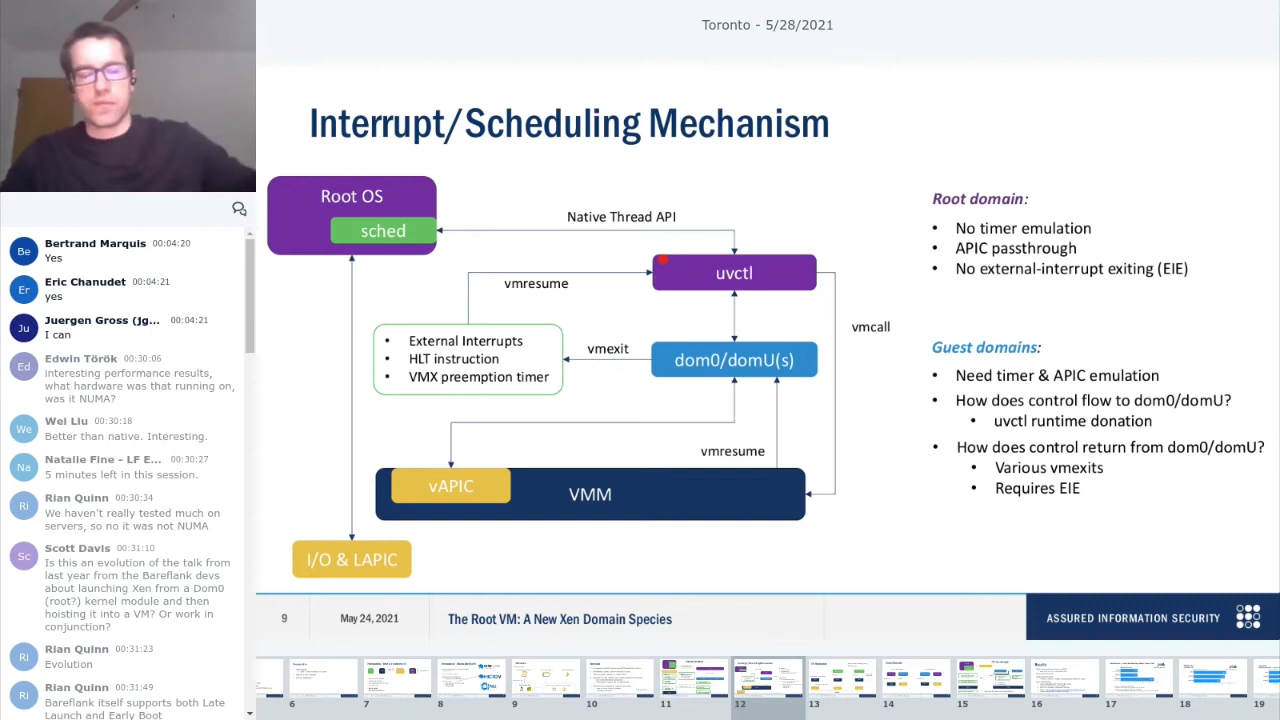 Toronto - 5/28/2021
Interrupt/Scheduling Mechanism
Root OS
sched
Native Thread API
uvctl
vmresume
vmcall
External Interrupts
HLT instruction
VMX preemption timer
vmexit
dom0/domU(s)
vmresume
vAPIC
VMM
I/O & LAPIC
Root domain:
No timer emulation
APIC passthrough
No external-interrupt exiting (EIE)
Guest domains:
Need timer & APIC emulation
How does control flow to dom0/domU?
uvctl runtime donation
How does control return from dom0/domU?
Various vmexits
Requires EIE
9
May 24, 2021
The Root VM: A New Xen Domain Species
ASSURED INFORMATION SECURITY
Be
Bertrand Marquis 00:04:20
Yes
Er
Eric Chanudet 00:04:21
yes
Ju
Juergen Gross (jg... 00:04:21
I can
Ed
Edwin Török 00:30:06
interesting performance results,
what hardware was that running on,
was it NUMA?
We
Wei Liu 00:30:18
Better than native. Interesting.
Na
Natalie Fine - LF E... 00:30:27
5 minutes left in this session.
Ri
Rian Quinn 00:30:34
We haven't really tested much on
servers, so no it was not NUMA
Sc
Scott Davis 00:31:10
Is this an evolution of the talk from
last year from the Bareflank devs
about launching Xen from a Dom0
(root?) kernel module and then
hoisting it into a VM? Or work in
conjunction?
Ri
Rian Quinn 00:31:23
Evolution
Ri
Rian Quinn 00:31:49
Bareflank itself supports both Late
Launch and Early Boot
6 7 8 9 10 11 12 13 14 15 16 17 18 19